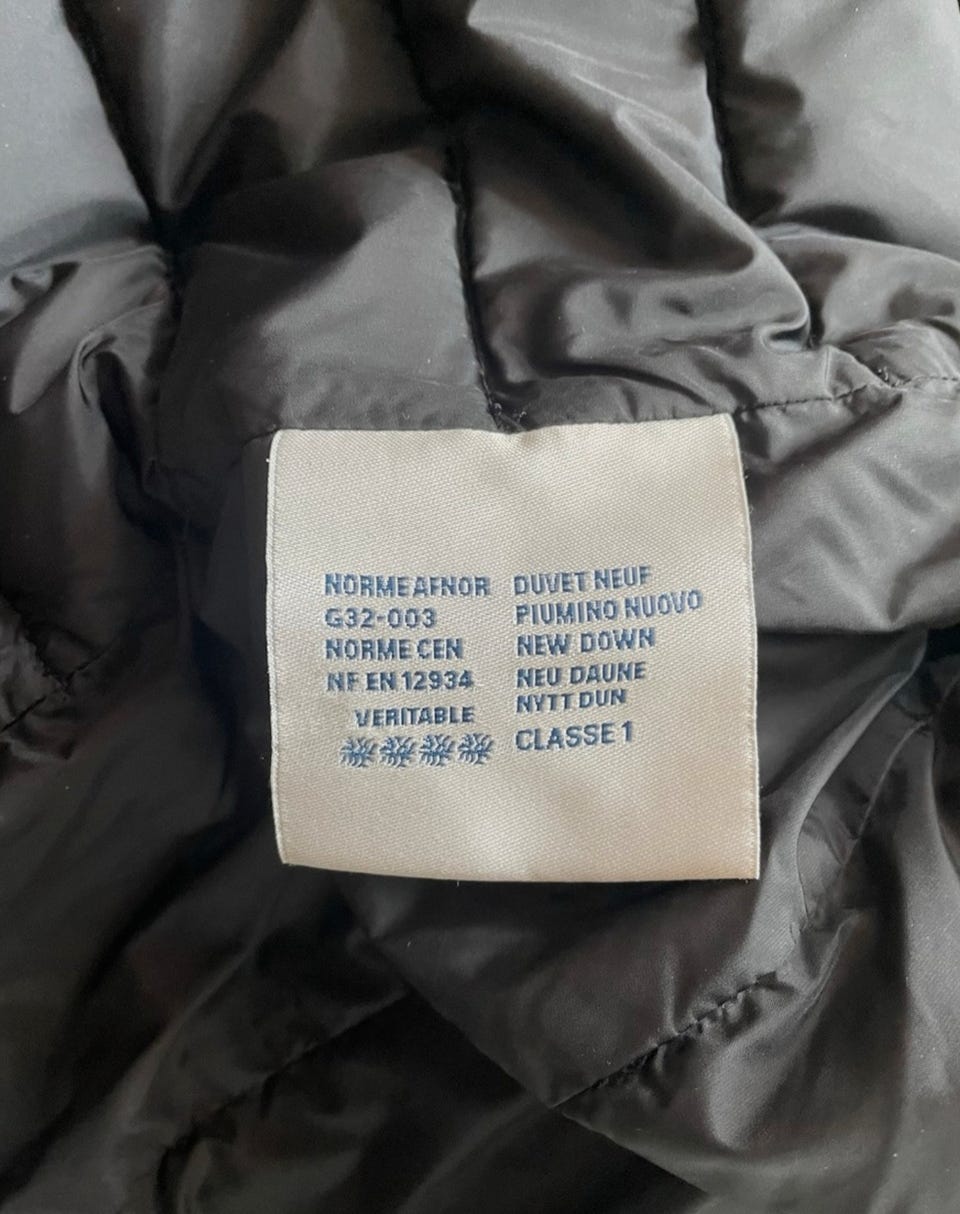 NORME AFNOR
G32-003
NORME CEN
NF EN 12934
VERITABLE
DUVET NEUF
PIUMINO NUOVO
NEW DOWN
NEU DAUNE
NYTT DUN
CLASSE 1